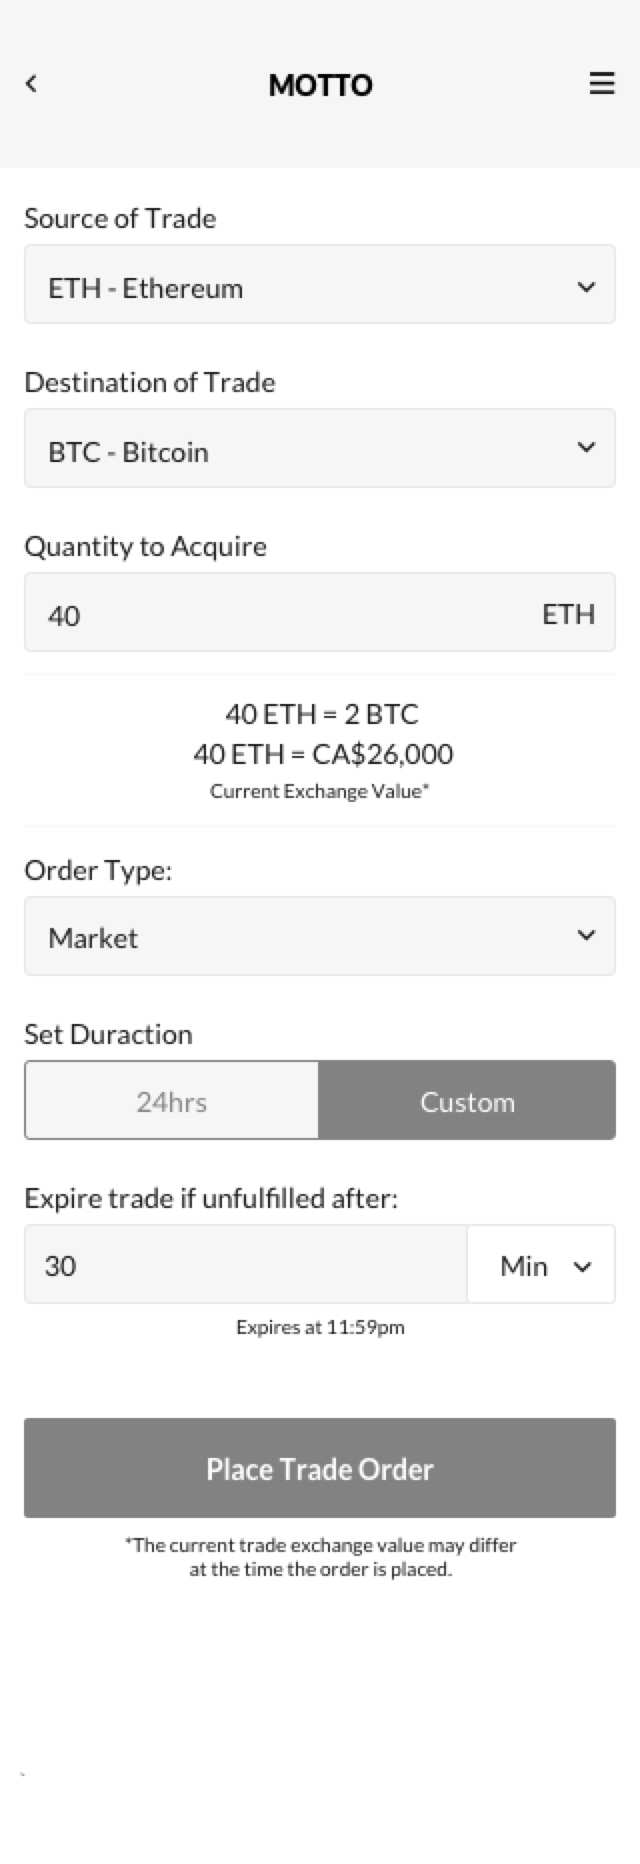 MOTTO
Source of Trade
ETH - Ethereum
Destination of Trade
BTC - Bitcoin
Quantity to Acquire
40 ETH
40 ETH = 2 BTC
40 ETH = CA$26,000
Current Exchange Value*
Order Type:
Market
Set Duraction
24hrs Custom
Expire trade if unfulfilled after:
30 Min
Expires at 11:59pm
Place Trade Order
*The current trade exchange value may differ
at the time the order is placed.